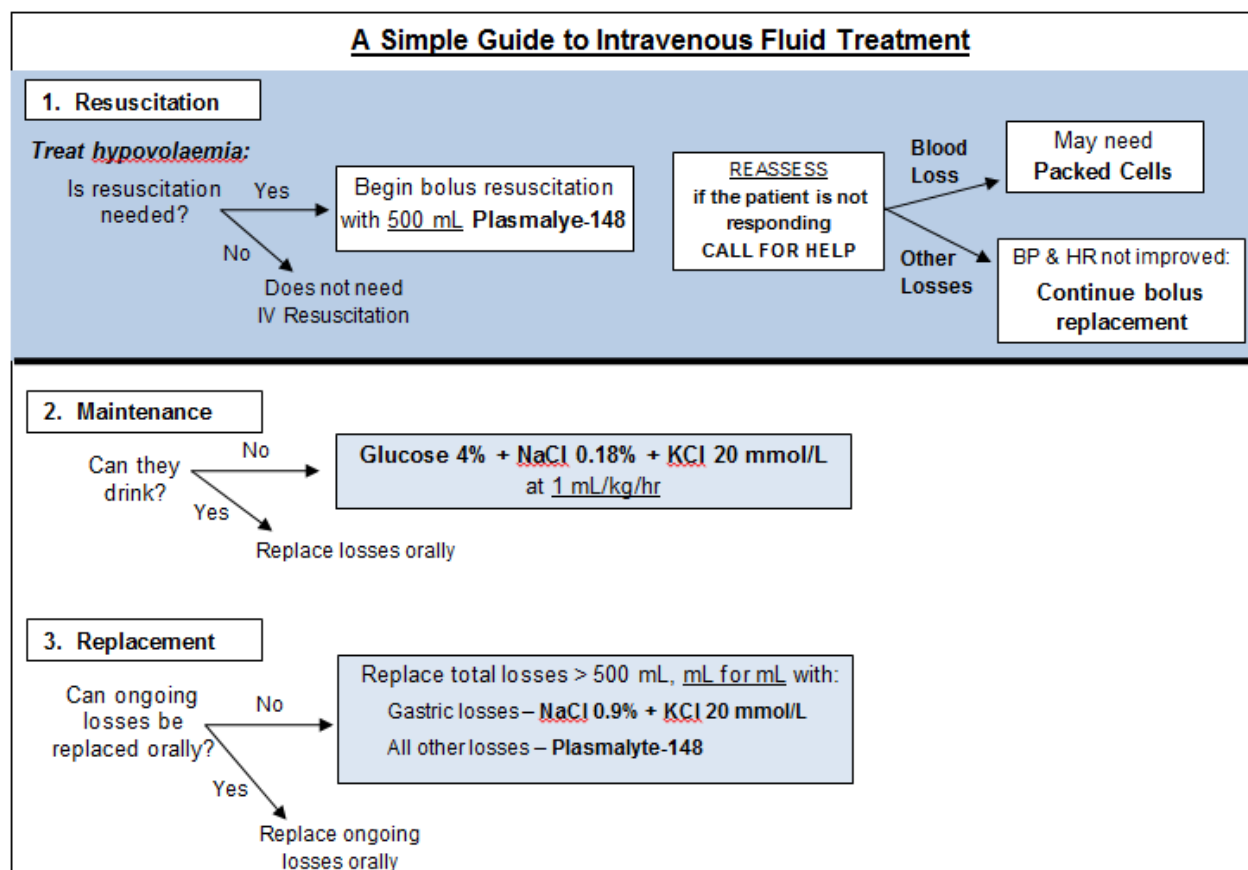 A Simple Guide to Intravenous Fluid Treatment
1. Resuscitation
Treat hypovolaemia:
Is resuscitation
needed?
Yes
No
Begin bolus resuscitation
with 500 mL Plasmalye-148
Does not need
IV Resuscitation
REASSESS
if the patient is not
responding
CALL FOR HELP
Blood
Loss
May need
Packed Cells
Other
Losses
BP & HR not improved:
Continue bolus
replacement
2. Maintenance
Can they
drink?
No
Yes
Glucose 4% + NaCl 0.18% + KCl 20 mmol/L
at 1 mL/kg/hr
Replace losses orally
3. Replacement
Can ongoing
losses be
replaced orally?
No
Yes
Replace total losses > 500 mL, mL for mL with:
Gastric losses – NaCl 0.9% + KCl 20 mmol/L
All other losses – Plasmalyte-148
Replace ongoing
losses orally